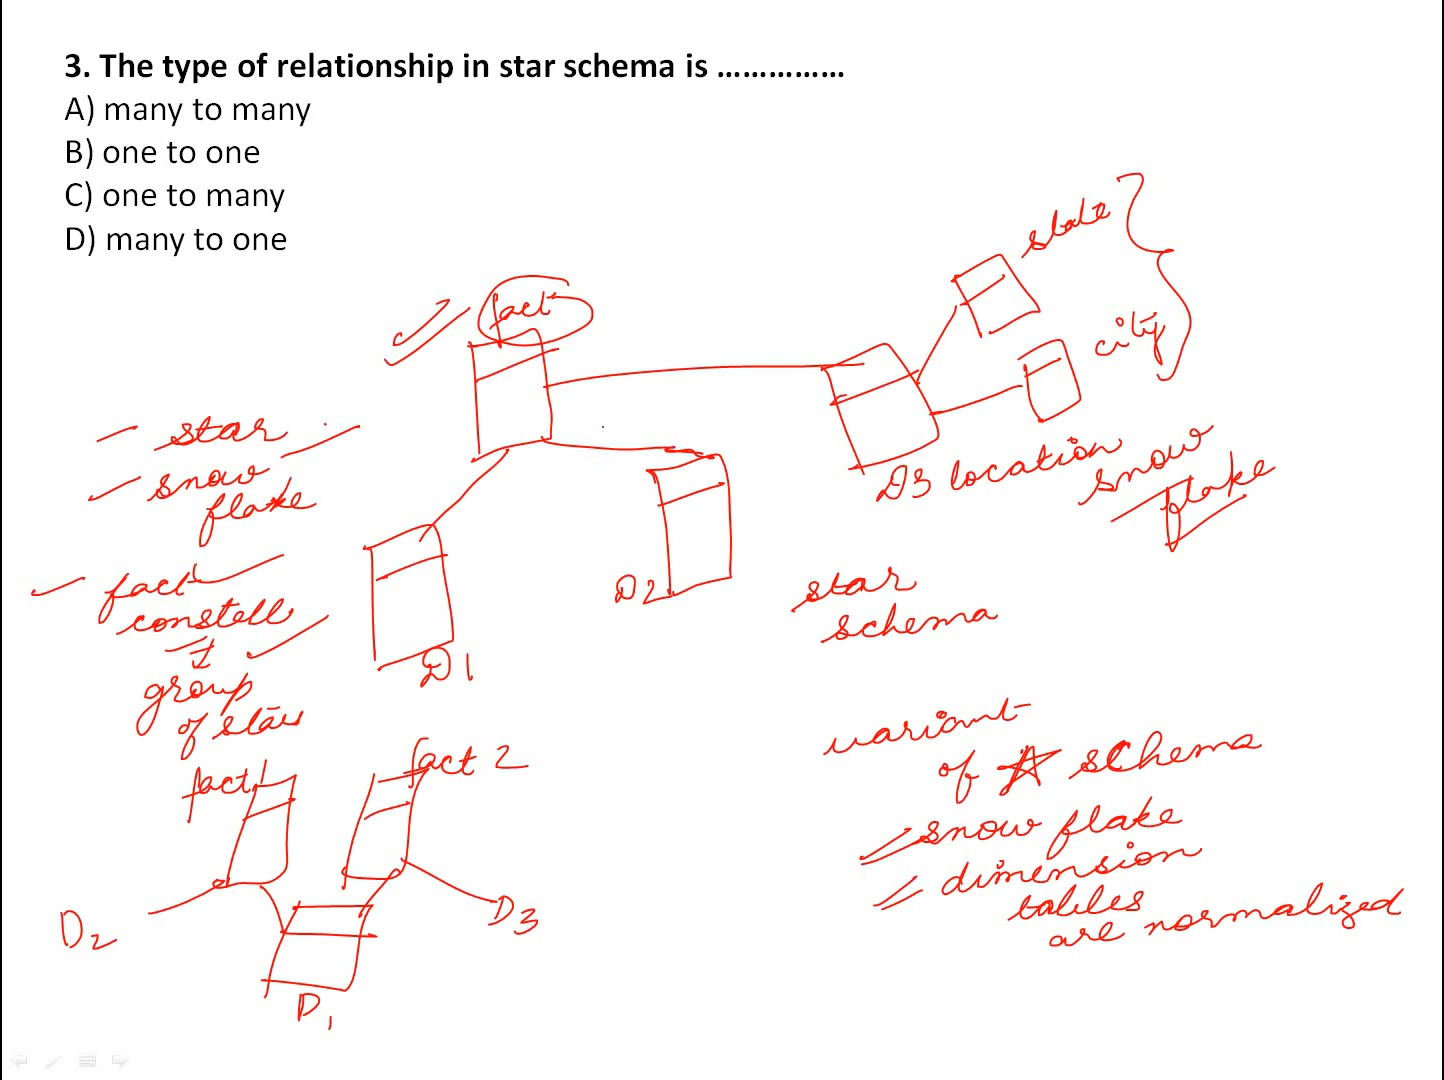 3. The type of relationship in star schema is ...............
A) many to many
B) one to one
C) one to many
D) many to one
fact
state
city
D3 location
snow
flake
star
snow
flake
fact
constell
group
of stars
D1
D2
star
schema
variant
of ☆ schema
snow flake
dimension
tables
are normalized
fact 1
fact 2
D2
D3
D1